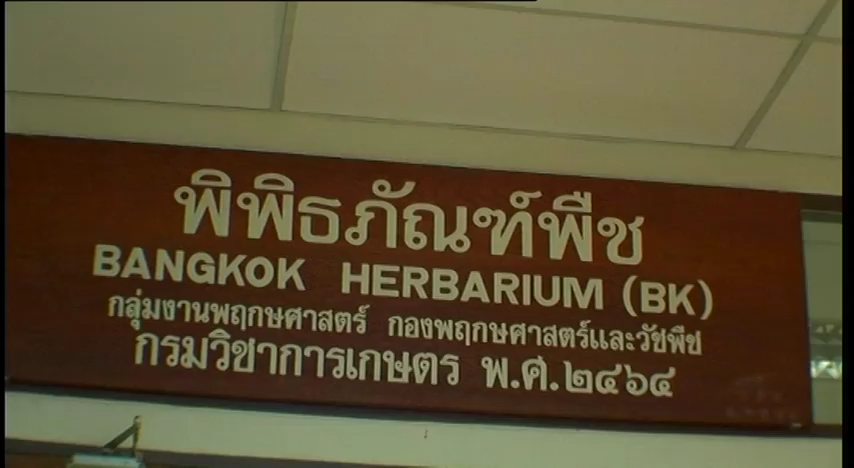 พิพิธภัณฑ์พืช
BANGKOK HERBARIUM (BK)
กลุ่มงานพฤกษศาสตร์ กองพฤกษศาสตร์และวัชพืช
กรมวิชาการเกษตร พ.ศ.๒๔๖๔